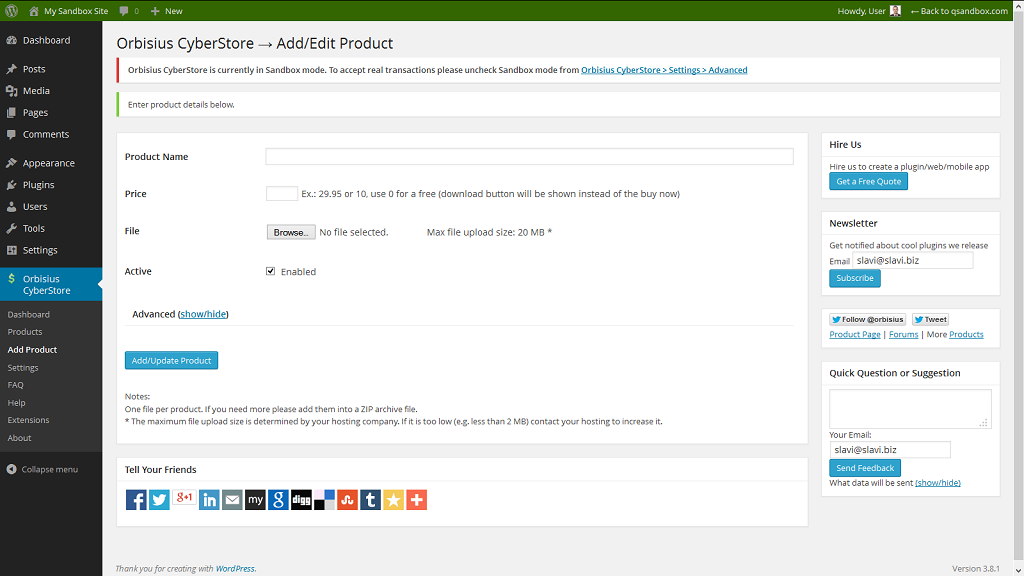 My Sandbox Site 0 + New Howdy, User ← Back to qsandbox.com
Dashboard
Posts
Media
Pages
Comments
Appearance
Plugins
Users
Tools
Settings
$ Orbisius
CyberStore
Dashboard
Products
Add Product
Settings
FAQ
Help
Extensions
About
Collapse menu
Orbisius CyberStore → Add/Edit Product
Orbisius CyberStore is currently in Sandbox mode. To accept real transactions please uncheck Sandbox mode from Orbisius CyberStore > Settings > Advanced
Enter product details below.
Product Name
Price Ex.: 29.95 or 10, use 0 for a free (download button will be shown instead of the buy now)
File Browse... No file selected. Max file upload size: 20 MB *
Active Enabled
Advanced (show/hide)
Add/Update Product
Notes:
One file per product. If you need more please add them into a ZIP archive file.
* The maximum file upload size is determined by your hosting company. If it is too low (e.g. less than 2 MB) contact your hosting to increase it.
Tell Your Friends
f g+1 in my g digg t +
Hire Us
Hire us to create a plugin/web/mobile app
Get a Free Quote
Newsletter
Get notified about cool plugins we release
Email slavi@slavi.biz
Subscribe
Follow @orbisius Tweet
Product Page | Forums | More Products
Quick Question or Suggestion
Your Email:
slavi@slavi.biz
Send Feedback
What data will be sent (show/hide)
Thank you for creating with WordPress. Version 3.8.1